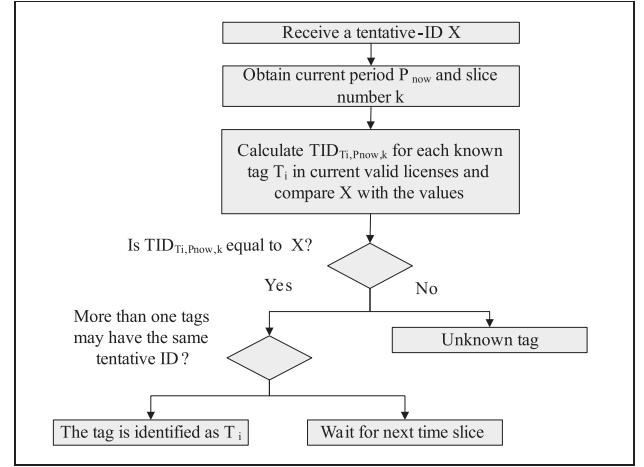 Receive a tentative-ID X
Obtain current period P now and slice
number k
Calculate TIDTi,Pnow,k for each known
tag Ti in current valid licenses and
compare X with the values
Is TIDTi,Pnow,k equal to X?
Yes
No
More than one tags
may have the same
tentative ID?
Unknown tag
The tag is identified as T i
Wait for next time slice